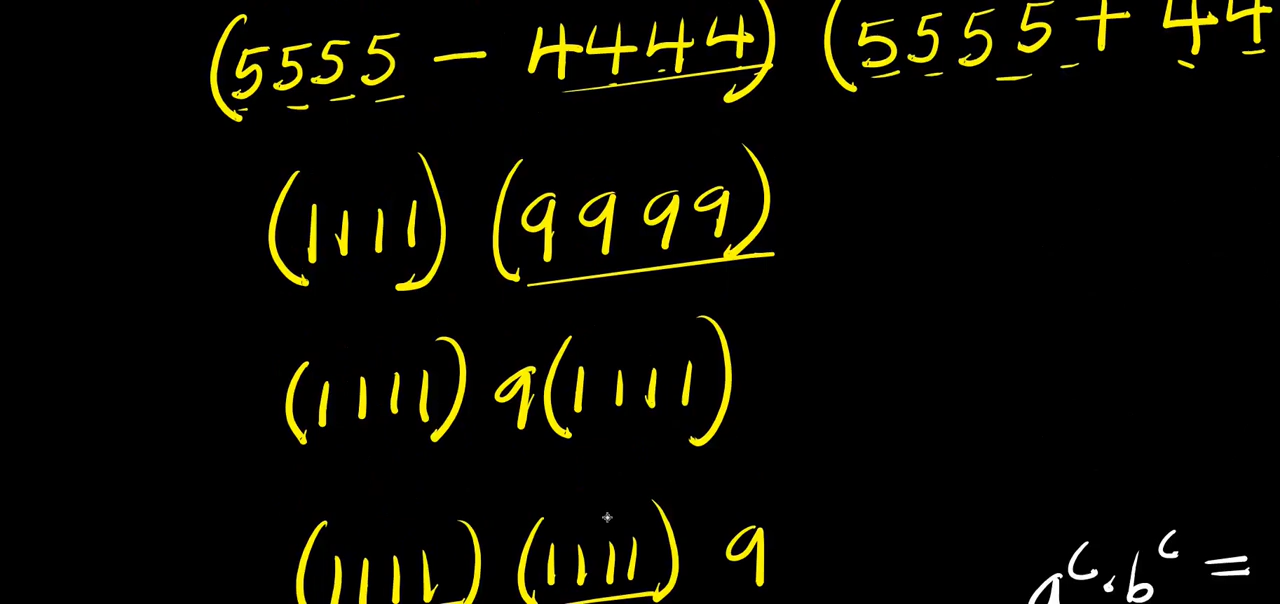 (5555 - 4444) (5555 + 44
(1111) (9999)
(1111) 9(1111)
(1111) (1111) 9
a^c · b^c =